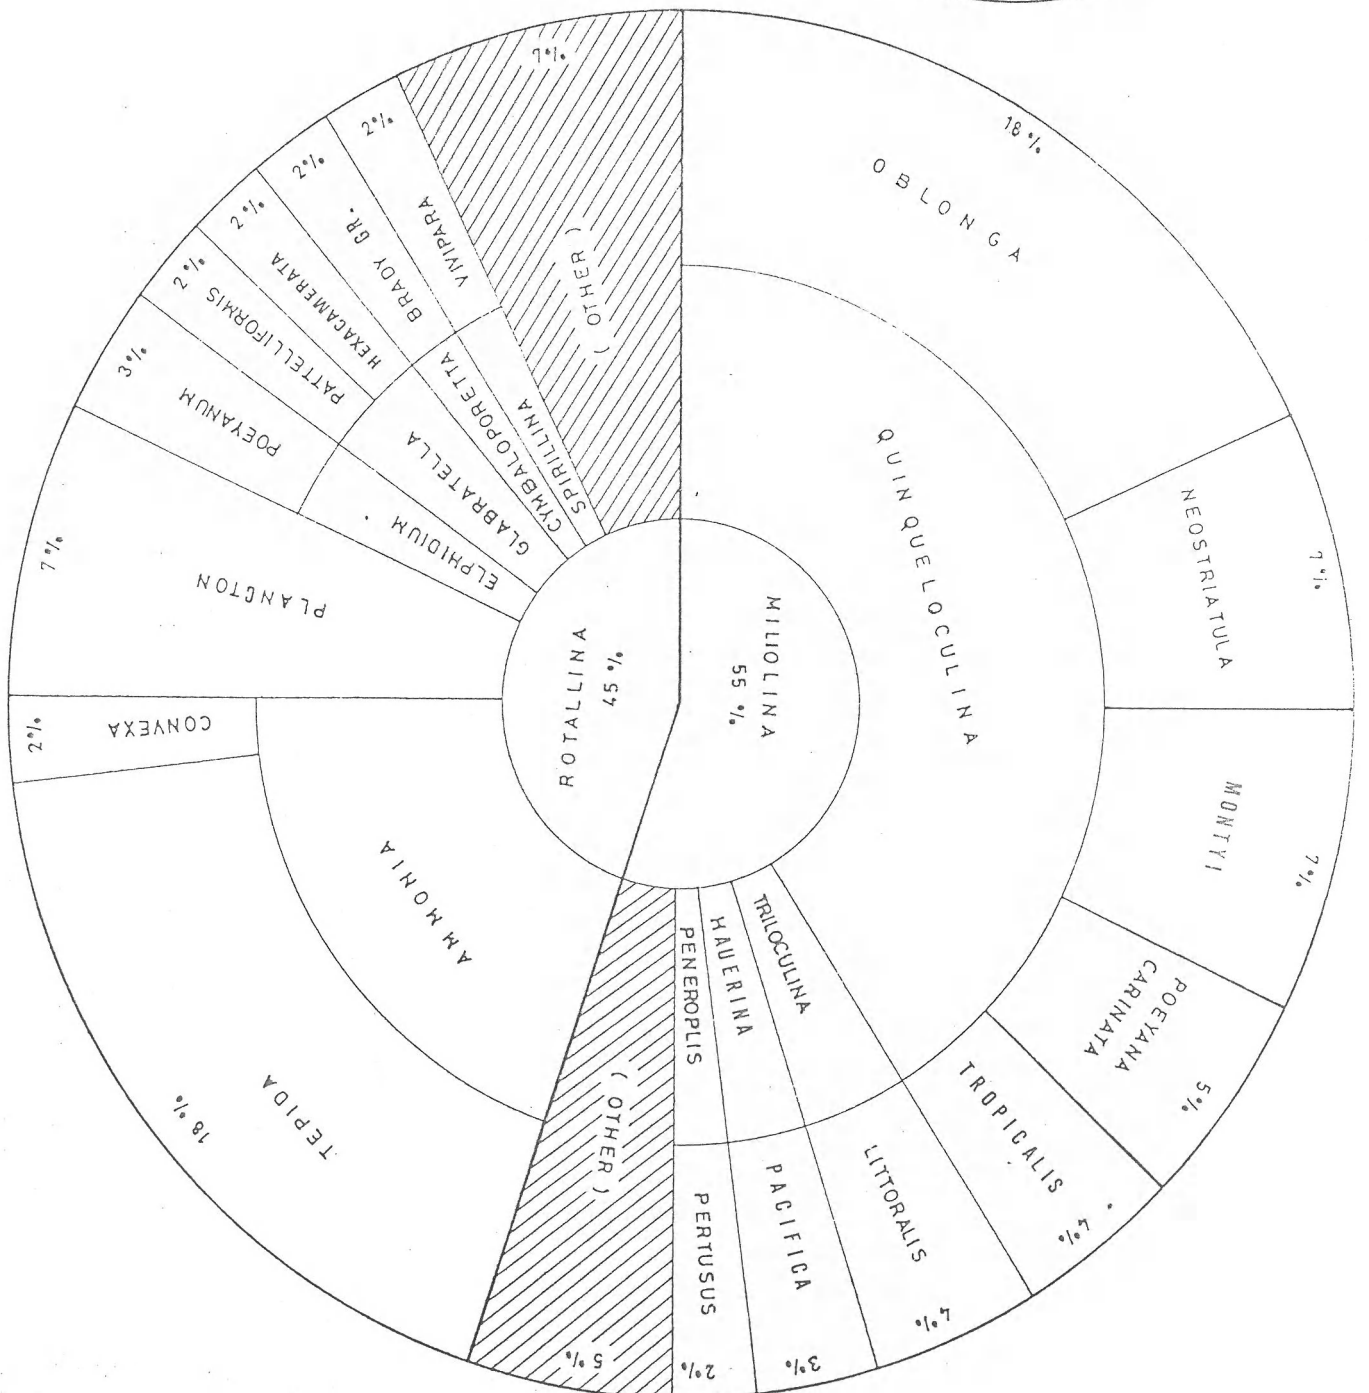 18 %
OBLONGA
QUINQUELOCULINA
7 %
NEOSTRIATULA
7 %
MONTYI
5 %
POEYANA
CARINATA
4 %
TROPICALIS
4 %
LITTORALIS
TRILOCULINA
3 %
PACIFICA
HAUERINA
2 %
PERTUSUS
PENEROPLIS
5 %
( OTHER )
MILIOLINA
55 %
ROTALLINA
45 %
18 %
TEPIDA
AMMONIA
2 %
CONVEXA
7 %
PLANCTON
3 %
POEYANUM
ELPHIDIUM
2 %
PATTELLIFORMIS
GLABRATELLA
2 %
HEXACAMERATA
2 %
BRADY GR.
CYMBALOPORETTA
2 %
VIVIPARA
SPIRILLINA
7 %
( OTHER )